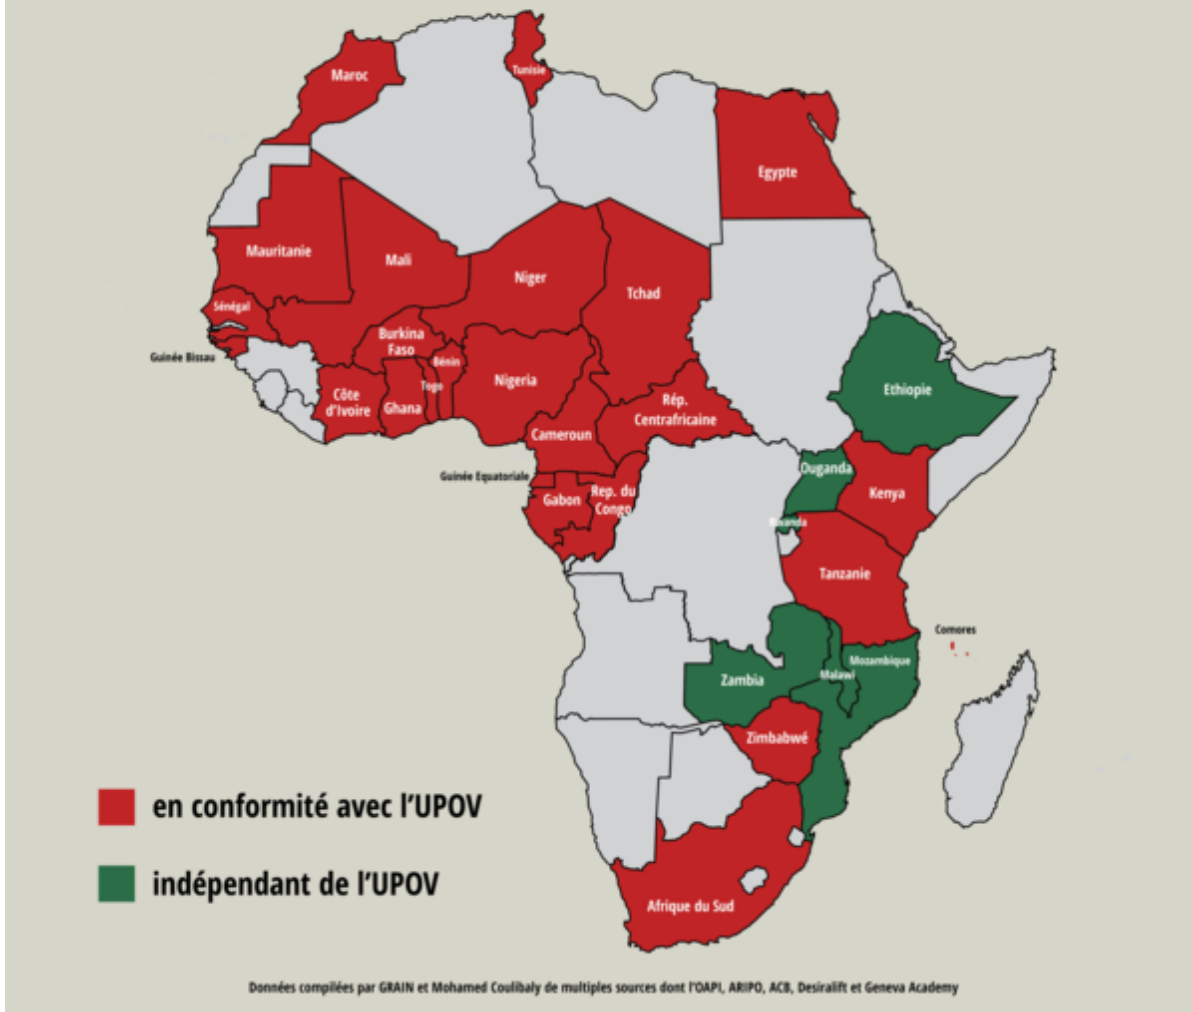 Maroc
Tunisie
Egypte
Mauritanie
Mali
Niger
Tchad
Sénégal
Burkina
Faso
Guinée Bissau
Bénin
Togo
Nigeria
Côte
d'Ivoire
Ghana
Rép.
Centrafricaine
Cameroun
Ethiopie
Guinée Equatoriale
Gabon
Rep. du
Congo
Ouganda
Kenya
Rwanda
Tanzanie
Comores
Mozambique
Malawi
Zambia
Zimbabwé
Afrique du Sud
en conformité avec l'UPOV
indépendant de l'UPOV
Données compilées par GRAIN et Mohamed Coulibaly de multiples sources dont l'OAPI, ARIPO, ACB, Desiralift et Geneva Academy